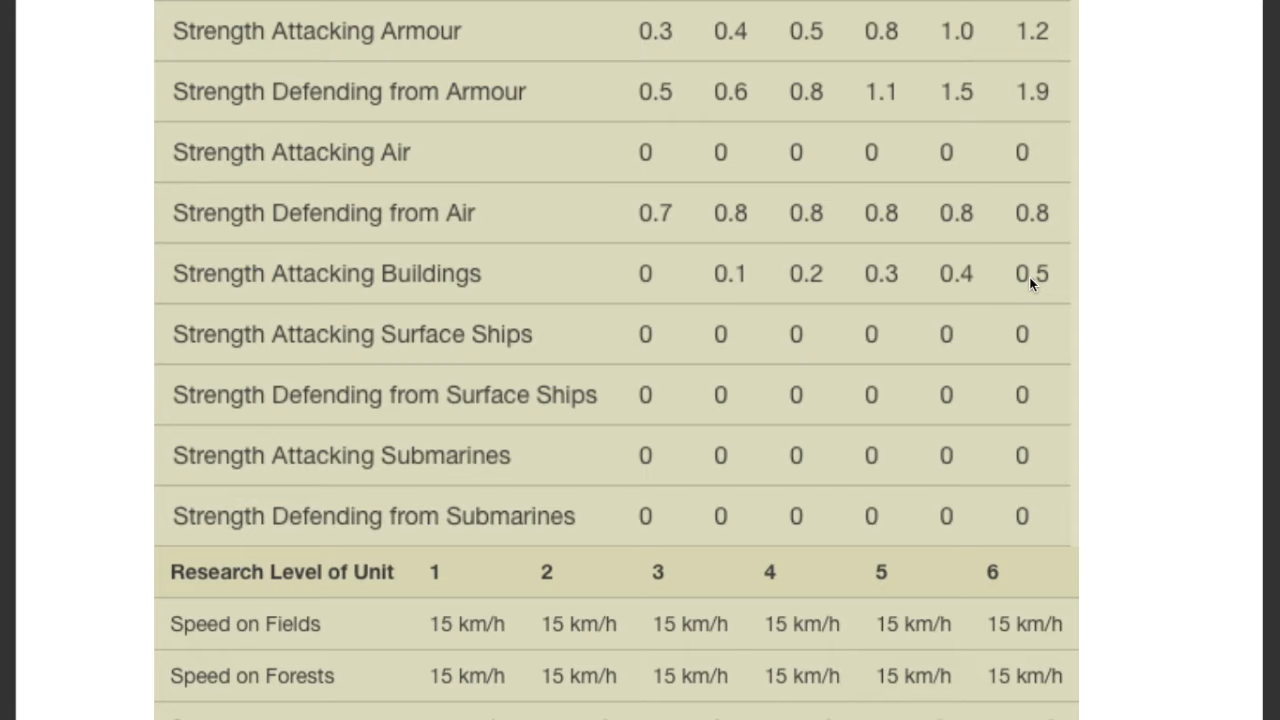 Strength Attacking Armour 0.3 0.4 0.5 0.8 1.0 1.2
Strength Defending from Armour 0.5 0.6 0.8 1.1 1.5 1.9
Strength Attacking Air 0 0 0 0 0 0
Strength Defending from Air 0.7 0.8 0.8 0.8 0.8 0.8
Strength Attacking Buildings 0 0.1 0.2 0.3 0.4 0.5
Strength Attacking Surface Ships 0 0 0 0 0 0
Strength Defending from Surface Ships 0 0 0 0 0 0
Strength Attacking Submarines 0 0 0 0 0 0
Strength Defending from Submarines 0 0 0 0 0 0
Research Level of Unit 1 2 3 4 5 6
Speed on Fields 15 km/h 15 km/h 15 km/h 15 km/h 15 km/h 15 km/h
Speed on Forests 15 km/h 15 km/h 15 km/h 15 km/h 15 km/h 15 km/h